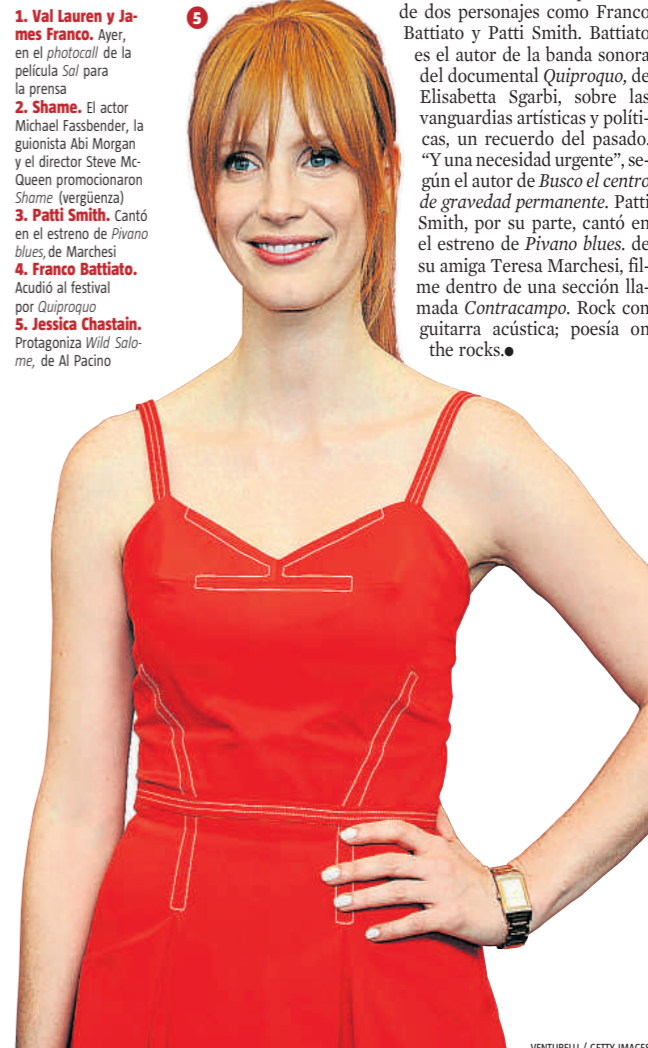 1. Val Lauren y Ja-
mes Franco. Ayer,
en el photocall de la
película Sal para
la prensa
2. Shame. El actor
Michael Fassbender, la
guionista Abi Morgan
y el director Steve Mc-
Queen promocionaron
Shame (vergüenza)
3. Patti Smith. Cantó
en el estreno de Pivano
blues, de Marchesi
4. Franco Battiato.
Acudió al festival
por Quiproquo
5. Jessica Chastain.
Protagoniza Wild Salo-
me, de Al Pacino
5
de dos personajes como Franco
Battiato y Patti Smith. Battiato
es el autor de la banda sonora
del documental Quiproquo, de
Elisabetta Sgarbi, sobre las
vanguardias artísticas y políti-
cas, un recuerdo del pasado.
“Y una necesidad urgente”, se-
gún el autor de Busco el centro
de gravedad permanente. Patti
Smith, por su parte, cantó en
el estreno de Pivano blues. de
su amiga Teresa Marchesi, fil-
me dentro de una sección lla-
mada Contracampo. Rock con
guitarra acústica; poesía on
the rocks.●
VENTURELLI / GETTY IMAGES